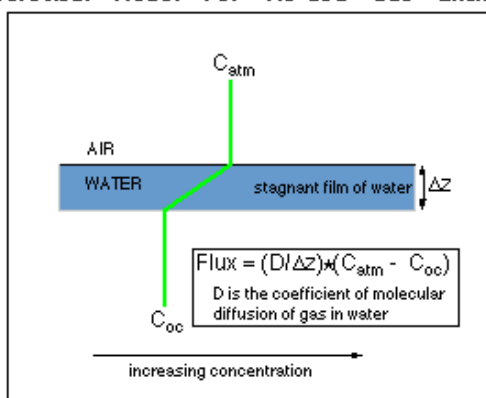 C_atm
AIR
WATER
stagnant film of water
Δz
Flux = (D/Δz)*(C_atm - C_oc)
D is the coefficient of molecular
diffusion of gas in water
C_oc
increasing concentration